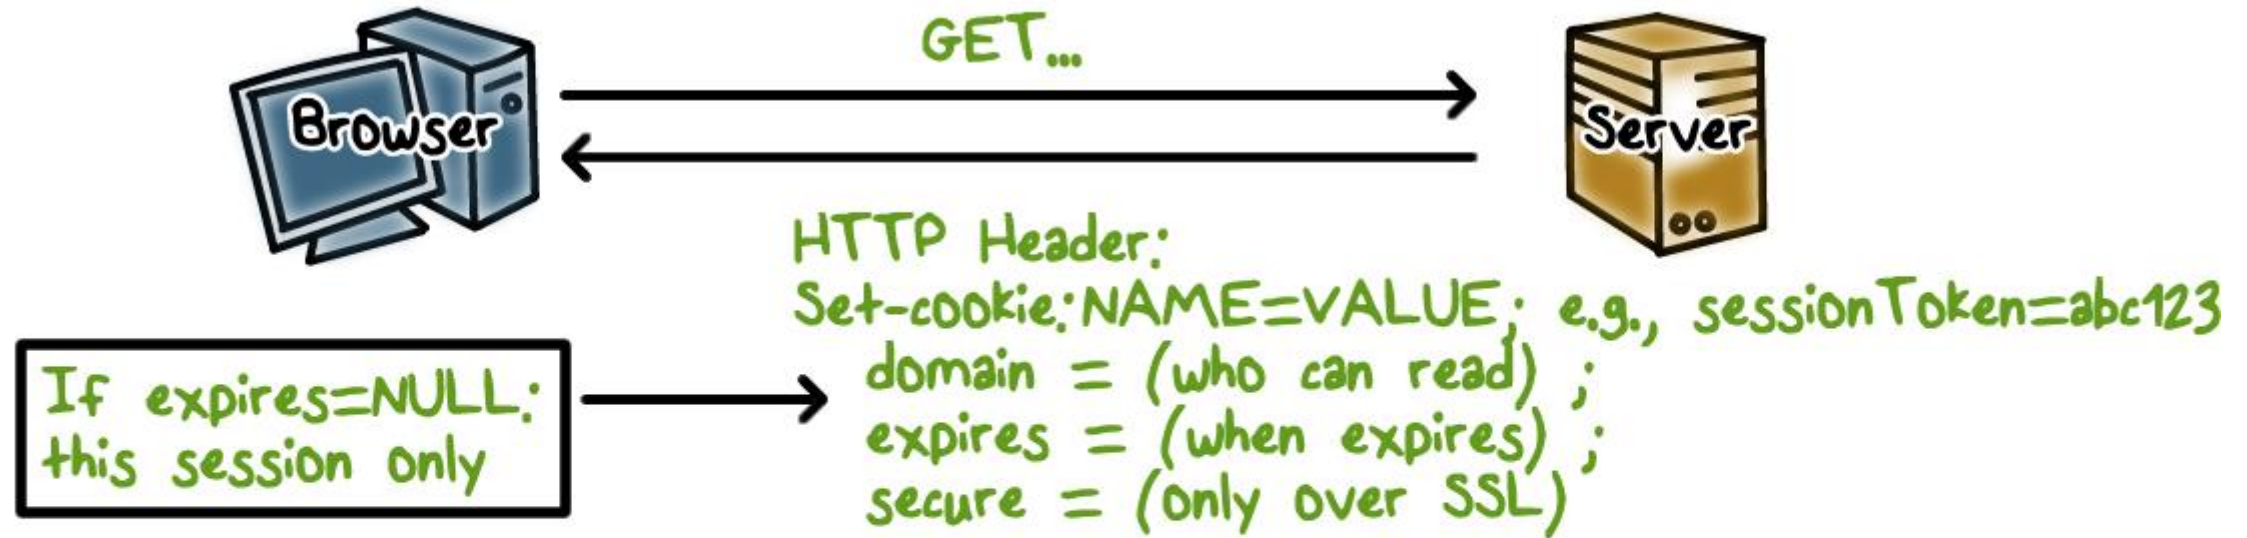 GET...
Browser
Server
HTTP Header:
Set-cookie:NAME=VALUE; e.g., sessionToken=abc123
domain = (who can read) ;
expires = (when expires) ;
secure = (only over SSL)
If expires=NULL:
this session only